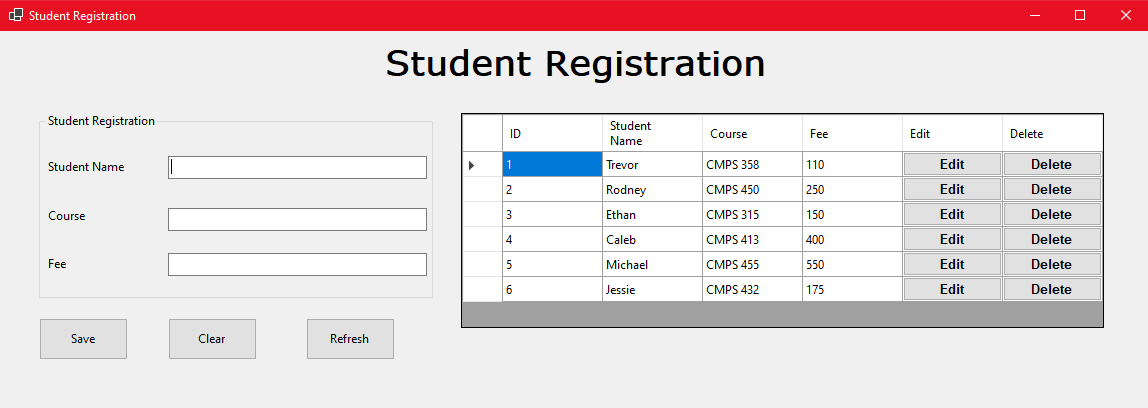 Student Registration
Student Registration
Student Registration
Student Name
Course
Fee
Save Clear Refresh
ID Student Name Course Fee Edit Delete
1 Trevor CMPS 358 110 Edit Delete
2 Rodney CMPS 450 250 Edit Delete
3 Ethan CMPS 315 150 Edit Delete
4 Caleb CMPS 413 400 Edit Delete
5 Michael CMPS 455 550 Edit Delete
6 Jessie CMPS 432 175 Edit Delete